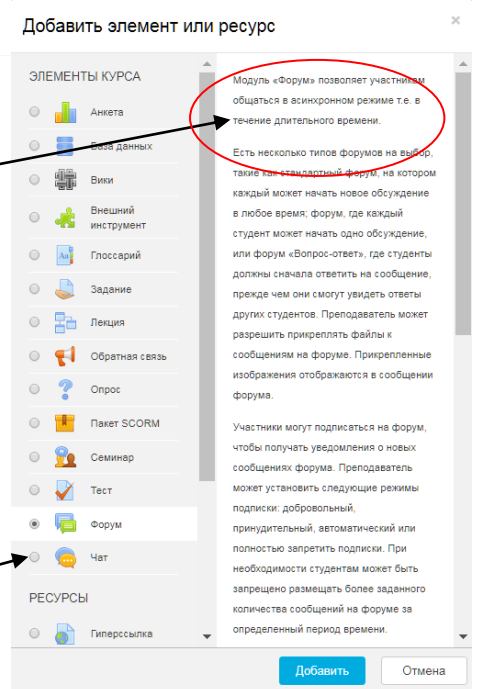 Добавить элемент или ресурс
×
ЭЛЕМЕНТЫ КУРСА
Анкета
База данных
Вики
Внешний
инструмент
Глоссарий
Задание
Лекция
Обратная связь
Опрос
Пакет SCORM
Семинар
Тест
Форум
Чат
РЕСУРСЫ
Гиперссылка
Модуль «Форум» позволяет участникам
общаться в асинхронном режиме т.е. в
течение длительного времени.
Есть несколько типов форумов на выбор,
такие как стандартный форум, на котором
каждый может начать новое обсуждение
в любое время; форум, где каждый
студент может начать одно обсуждение,
или форум «Вопрос-ответ», где студенты
должны сначала ответить на сообщение,
прежде чем они смогут увидеть ответы
других студентов. Преподаватель может
разрешить прикреплять файлы к
сообщениям на форуме. Прикрепленные
изображения отображаются в сообщении
форума.
Участники могут подписаться на форум,
чтобы получать уведомления о новых
сообщениях форума. Преподаватель
может установить следующие режимы
подписки: добровольный,
принудительный, автоматический или
полностью запретить подписки. При
необходимости студентам может быть
запрещено размещать более заданного
количества сообщений на форуме за
определенный период времени.
Добавить
Отмена